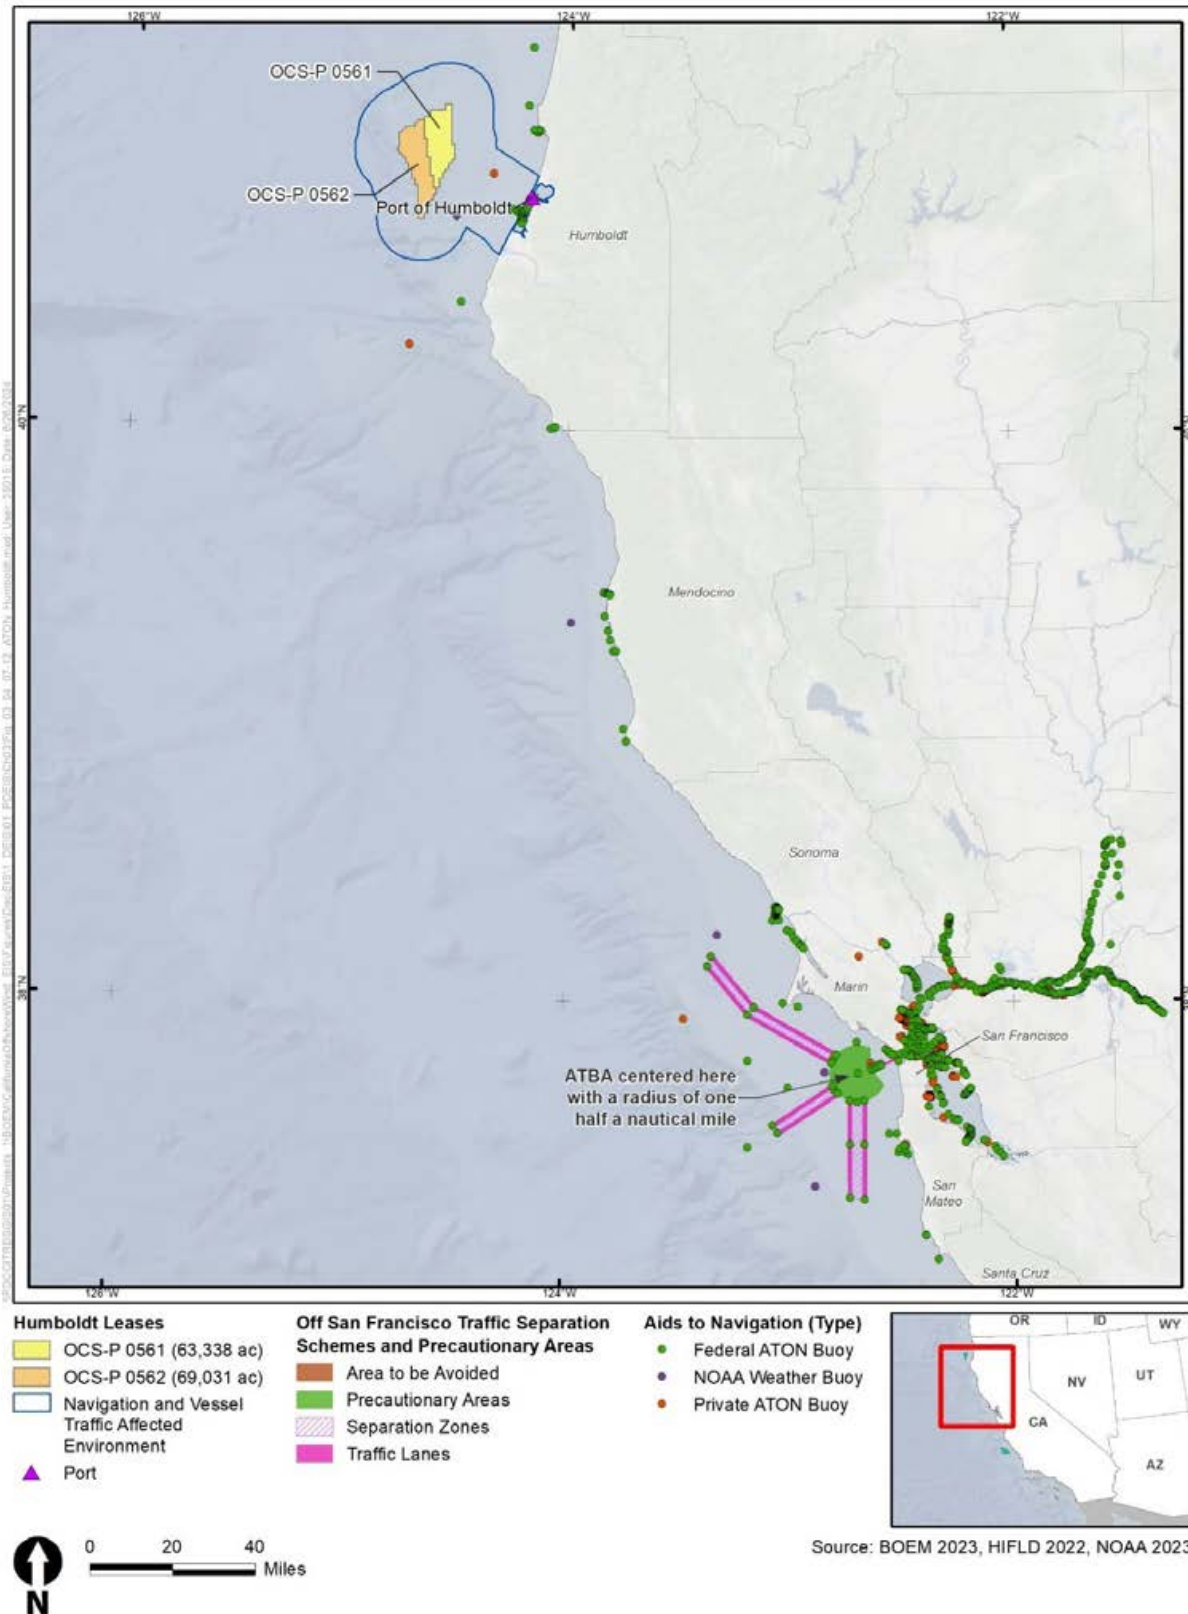 126°W
124°W
122°W
OCS-P 0561
OCS-P 0562
Port of Humboldt
Humboldt
40°N
Mendocino
Sonoma
38°N
Marin
San Francisco
ATBA centered here
with a radius of one
half a nautical mile
San
Mateo
Santa Cruz
126°W
124°W
122°W
Humboldt Leases
OCS-P 0561 (63,338 ac)
OCS-P 0562 (69,031 ac)
Navigation and Vessel
Traffic Affected
Environment
Port
Off San Francisco Traffic Separation
Schemes and Precautionary Areas
Area to be Avoided
Precautionary Areas
Separation Zones
Traffic Lanes
Aids to Navigation (Type)
Federal ATON Buoy
NOAA Weather Buoy
Private ATON Buoy
OR
ID
WY
NV
UT
CA
AZ
N
0 20 40
Miles
Source: BOEM 2023, HIFLD 2022, NOAA 2023